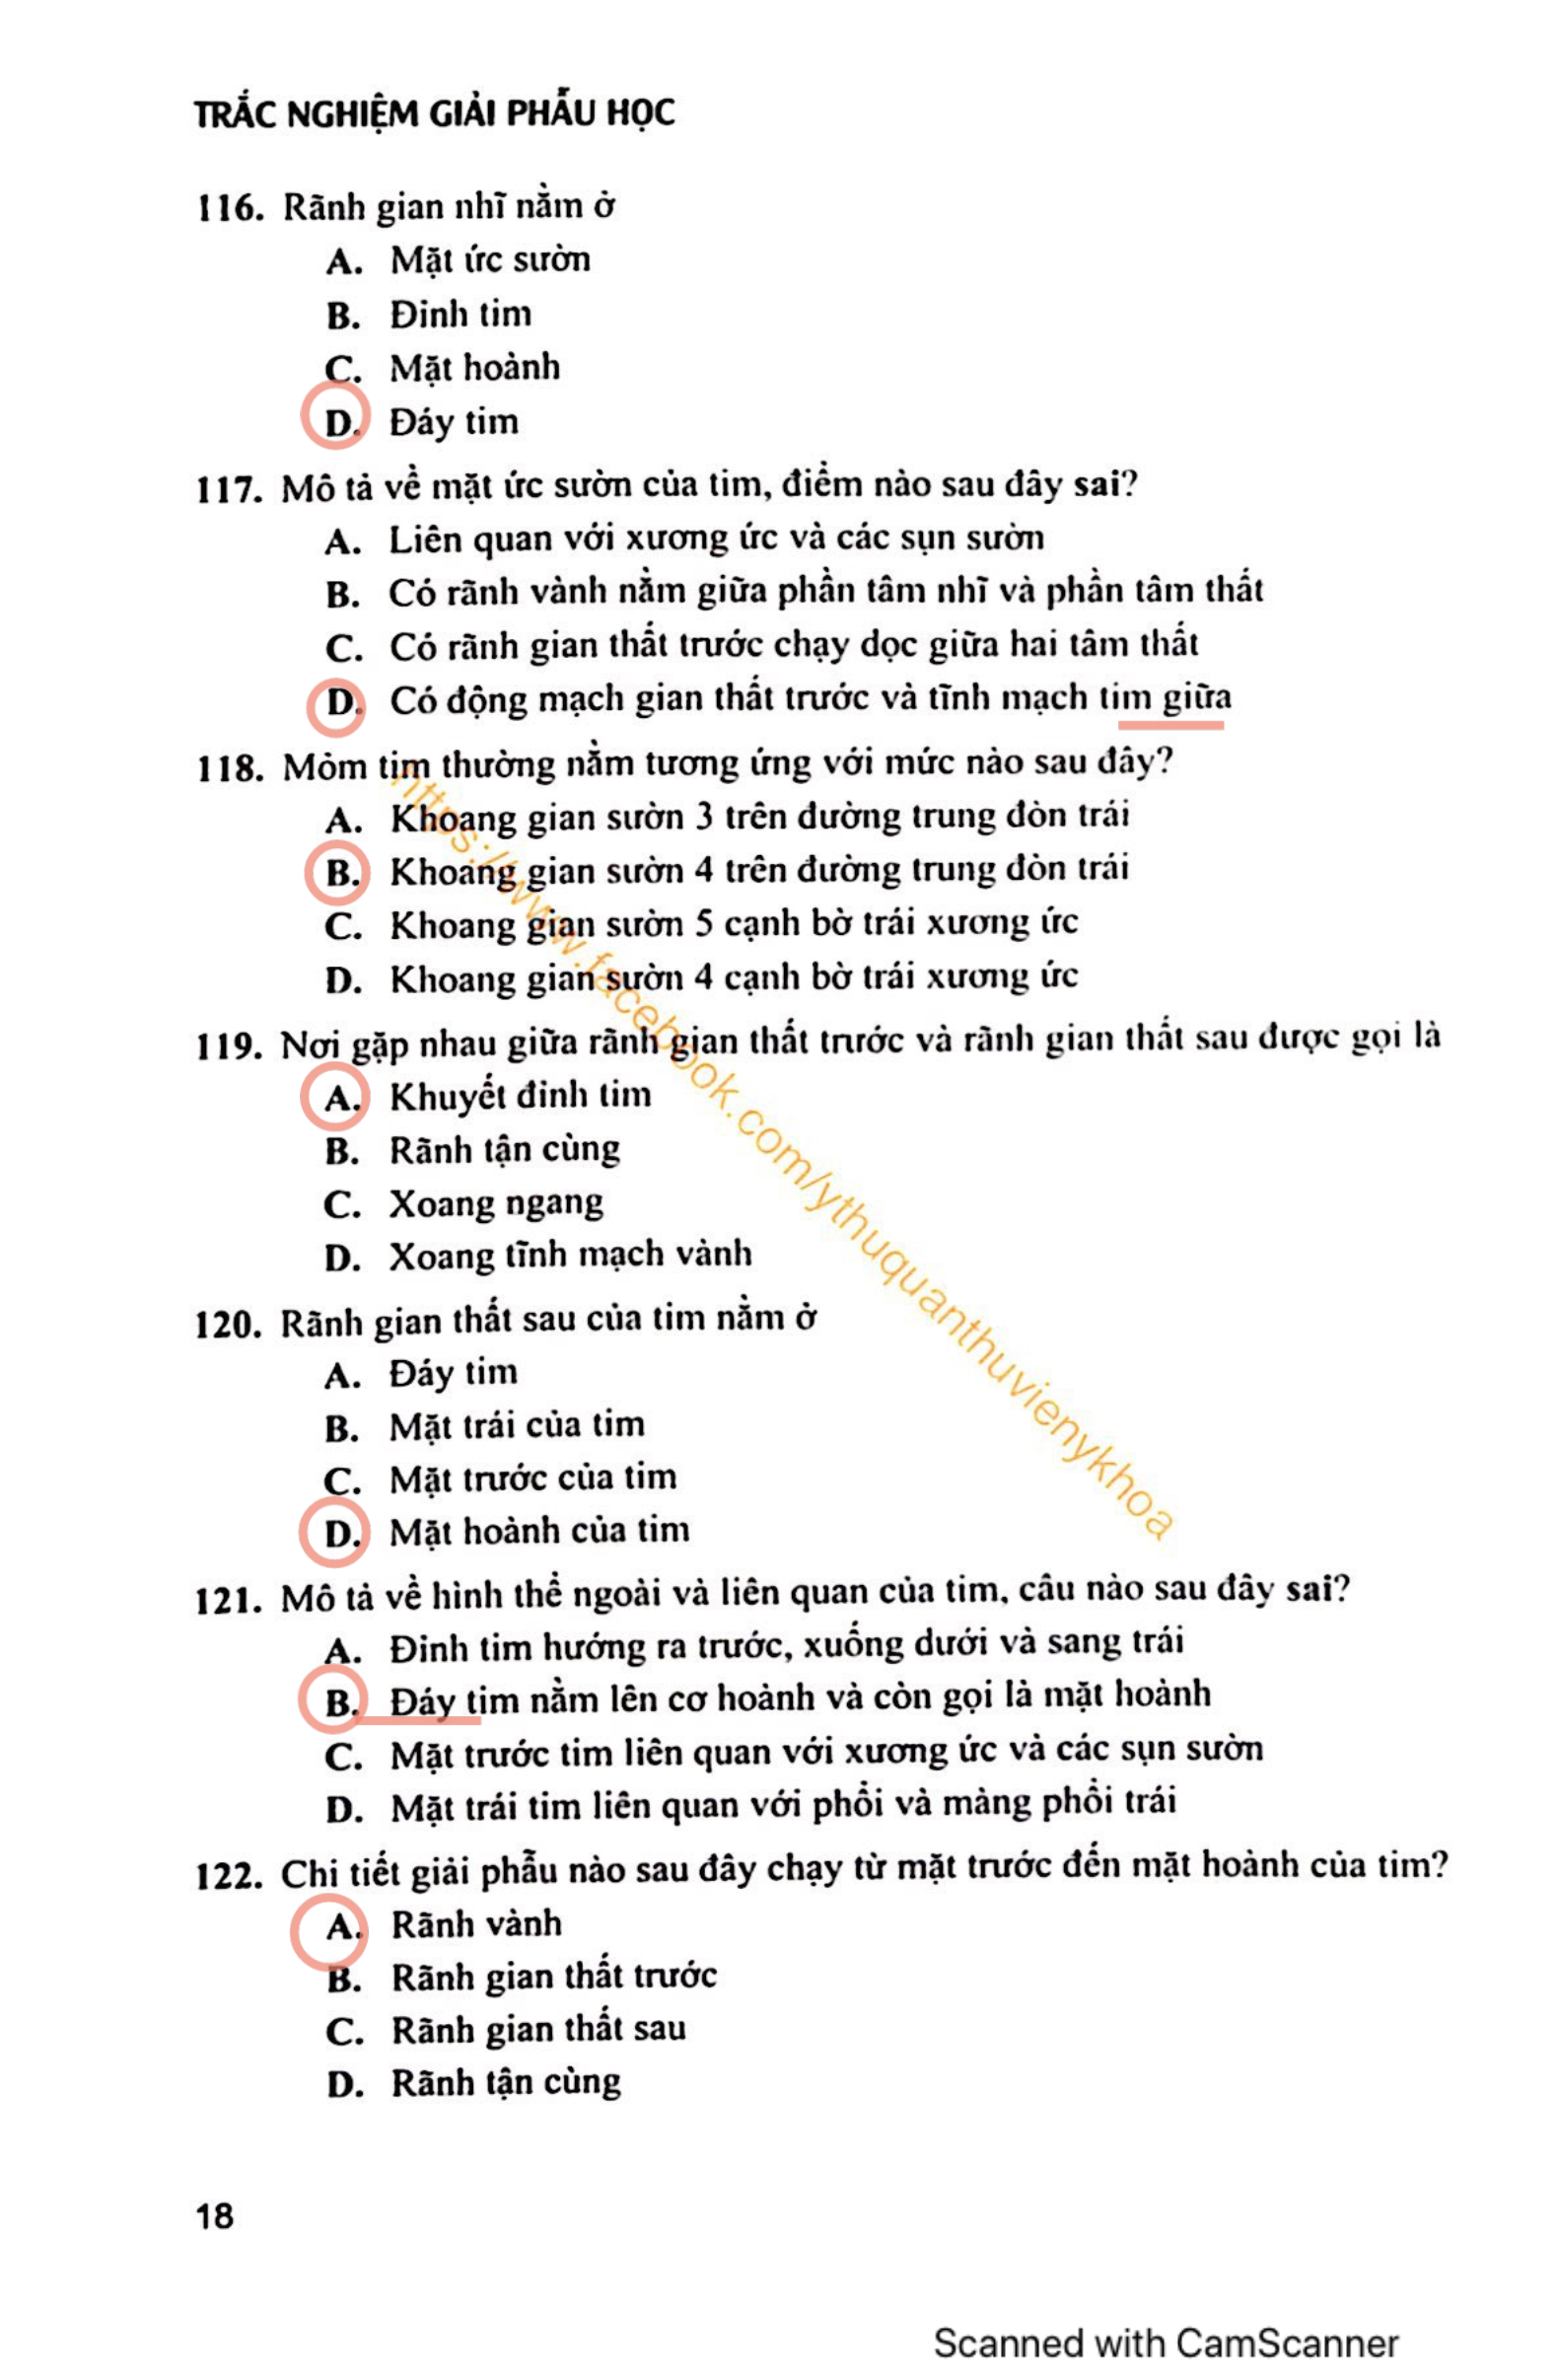 TRẮC NGHIỆM GIẢI PHẪU HỌC
116. Rãnh gian nhĩ nằm ở
A. Mặt ức sườn
B. Đỉnh tim
C. Mặt hoành
D. Đáy tim
117. Mô tả về mặt ức sườn của tim, điểm nào sau đây sai?
A. Liên quan với xương ức và các sụn sườn
B. Có rãnh vành nằm giữa phần tâm nhĩ và phần tâm thất
C. Có rãnh gian thất trước chạy dọc giữa hai tâm thất
D. Có động mạch gian thất trước và tĩnh mạch tim giữa
118. Mỏm tim thường nằm tương ứng với mức nào sau đây?
A. Khoang gian sườn 3 trên đường trung đòn trái
B. Khoang gian sườn 4 trên đường trung đòn trái
C. Khoang gian sườn 5 cạnh bờ trái xương ức
D. Khoang gian sườn 4 cạnh bờ trái xương ức
119. Nơi gặp nhau giữa rãnh gian thất trước và rãnh gian thất sau được gọi là
A. Khuyết đỉnh tim
B. Rãnh tận cùng
C. Xoang ngang
D. Xoang tĩnh mạch vành
120. Rãnh gian thất sau của tim nằm ở
A. Đáy tim
B. Mặt trái của tim
C. Mặt trước của tim
D. Mặt hoành của tim
121. Mô tả về hình thể ngoài và liên quan của tim, câu nào sau đây sai?
A. Đỉnh tim hướng ra trước, xuống dưới và sang trái
B. Đáy tim nằm lên cơ hoành và còn gọi là mặt hoành
C. Mặt trước tim liên quan với xương ức và các sụn sườn
D. Mặt trái tim liên quan với phổi và màng phổi trái
122. Chi tiết giải phẫu nào sau đây chạy từ mặt trước đến mặt hoành của tim?
A. Rãnh vành
B. Rãnh gian thất trước
C. Rãnh gian thất sau
D. Rãnh tận cùng
https://www.facebook.com/ythuquanthuvienykhoa
18
Scanned with CamScanner